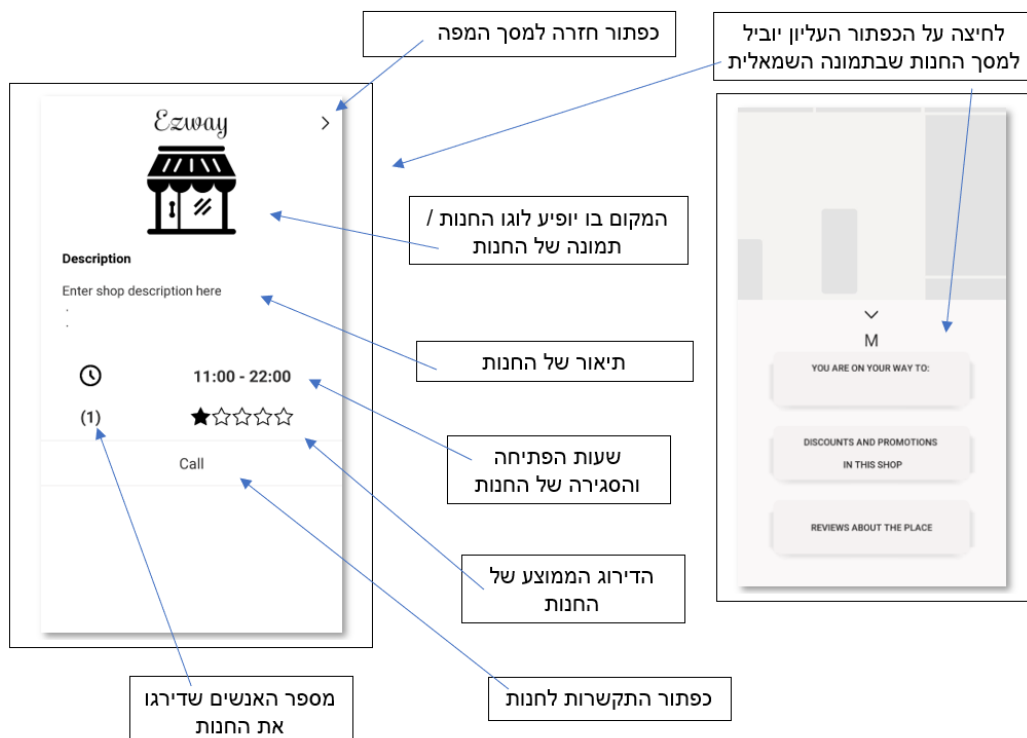 לחיצה על הכפתור העליון יוביל
למסך החנות שבתמונה השמאלית
כפתור חזרה למסך המפה
Ezway
>
המקום בו יופיע לוגו החנות /
תמונה של החנות
Description
Enter shop description here
.
.
תיאור של החנות
11:00 - 22:00
(1)
שעות הפתיחה
והסגירה של החנות
Call
הדירוג הממוצע של
החנות
כפתור התקשרות לחנות
מספר האנשים שדירגו
את החנות
M
YOU ARE ON YOUR WAY TO:
DISCOUNTS AND PROMOTIONS
IN THIS SHOP
REVIEWS ABOUT THE PLACE